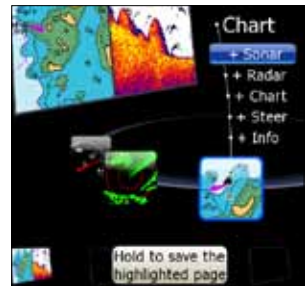 Chart
+ Sonar
+ Radar
+ Chart
+ Steer
+ Info
Hold to save the
highlighted page